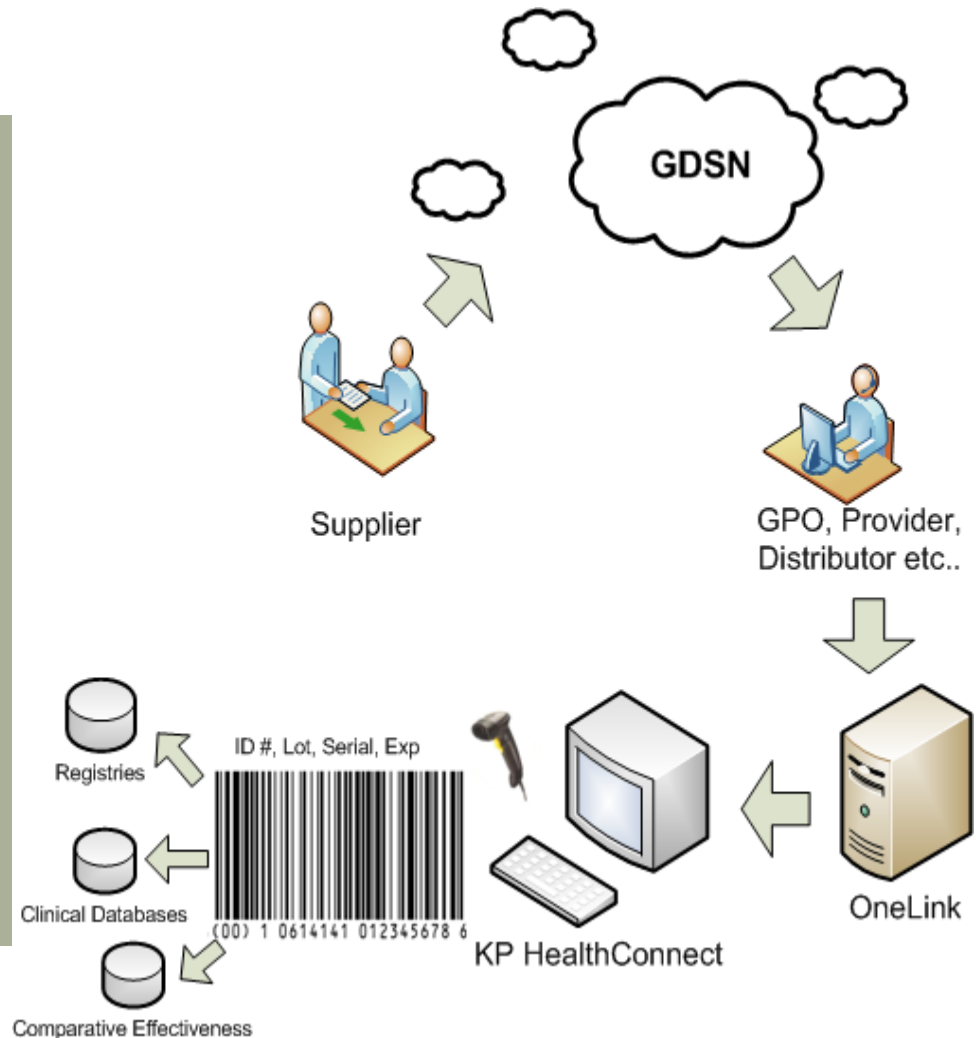 GDSN
Supplier
GPO, Provider,
Distributor etc..
OneLink
KP HealthConnect
ID #, Lot, Serial, Exp
(00) 1 0614141 012345678 6
Registries
Clinical Databases
Comparative Effectiveness